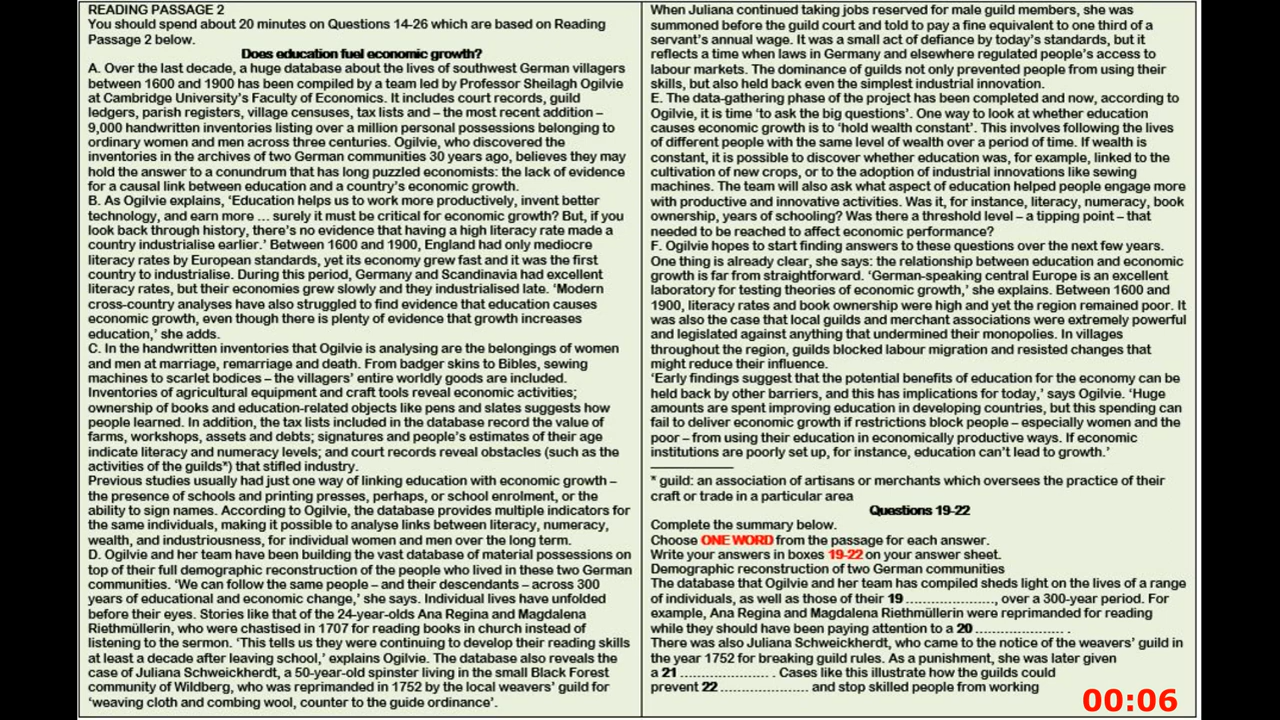 READING PASSAGE 2
You should spend about 20 minutes on Questions 14-26 which are based on Reading
Passage 2 below.
Does education fuel economic growth?
A. Over the last decade, a huge database about the lives of southwest German villagers
between 1600 and 1900 has been compiled by a team led by Professor Sheilagh Ogilvie
at Cambridge University's Faculty of Economics. It includes court records, guild
ledgers, parish registers, village censuses, tax lists and – the most recent addition –
9,000 handwritten inventories listing over a million personal possessions belonging to
ordinary women and men across three centuries. Ogilvie, who discovered the
inventories in the archives of two German communities 30 years ago, believes they may
hold the answer to a conundrum that has long puzzled economists: the lack of evidence
for a causal link between education and a country's economic growth.
B. As Ogilvie explains, 'Education helps us to work more productively, invent better
technology, and earn more … surely it must be critical for economic growth? But, if you
look back through history, there's no evidence that having a high literacy rate made a
country industrialise earlier.' Between 1600 and 1900, England had only mediocre
literacy rates by European standards, yet its economy grew fast and it was the first
country to industrialise. During this period, Germany and Scandinavia had excellent
literacy rates, but their economies grew slowly and they industrialised late. 'Modern
cross-country analyses have also struggled to find evidence that education causes
economic growth, even though there is plenty of evidence that growth increases
education,' she adds.
C. In the handwritten inventories that Ogilvie is analysing are the belongings of women
and men at marriage, remarriage and death. From badger skins to Bibles, sewing
machines to scarlet bodices – the villagers' entire worldly goods are included.
Inventories of agricultural equipment and craft tools reveal economic activities;
ownership of books and education-related objects like pens and slates suggests how
people learned. In addition, the tax lists included in the database record the value of
farms, workshops, assets and debts; signatures and people's estimates of their age
indicate literacy and numeracy levels; and court records reveal obstacles (such as the
activities of the guilds*) that stifled industry.
Previous studies usually had just one way of linking education with economic growth –
the presence of schools and printing presses, perhaps, or school enrolment, or the
ability to sign names. According to Ogilvie, the database provides multiple indicators for
the same individuals, making it possible to analyse links between literacy, numeracy,
wealth, and industriousness, for individual women and men over the long term.
D. Ogilvie and her team have been building the vast database of material possessions on
top of their full demographic reconstruction of the people who lived in these two German
communities. 'We can follow the same people – and their descendants – across 300
years of educational and economic change,' she says. Individual lives have unfolded
before their eyes. Stories like that of the 24-year-olds Ana Regina and Magdalena
Riethmüllerin, who were chastised in 1707 for reading books in church instead of
listening to the sermon. 'This tells us they were continuing to develop their reading skills
at least a decade after leaving school,' explains Ogilvie. The database also reveals the
case of Juliana Schweickherdt, a 50-year-old spinster living in the small Black Forest
community of Wildberg, who was reprimanded in 1752 by the local weavers' guild for
'weaving cloth and combing wool, counter to the guide ordinance'.
When Juliana continued taking jobs reserved for male guild members, she was
summoned before the guild court and told to pay a fine equivalent to one third of a
servant's annual wage. It was a small act of defiance by today's standards, but it
reflects a time when laws in Germany and elsewhere regulated people's access to
labour markets. The dominance of guilds not only prevented people from using their
skills, but also held back even the simplest industrial innovation.
E. The data-gathering phase of the project has been completed and now, according to
Ogilvie, it is time 'to ask the big questions'. One way to look at whether education
causes economic growth is to 'hold wealth constant'. This involves following the lives
of different people with the same level of wealth over a period of time. If wealth is
constant, it is possible to discover whether education was, for example, linked to the
cultivation of new crops, or to the adoption of industrial innovations like sewing
machines. The team will also ask what aspect of education helped people engage more
with productive and innovative activities. Was it, for instance, literacy, numeracy, book
ownership, years of schooling? Was there a threshold level – a tipping point – that
needed to be reached to affect economic performance?
F. Ogilvie hopes to start finding answers to these questions over the next few years.
One thing is already clear, she says: the relationship between education and economic
growth is far from straightforward. 'German-speaking central Europe is an excellent
laboratory for testing theories of economic growth,' she explains. Between 1600 and
1900, literacy rates and book ownership were high and yet the region remained poor. It
was also the case that local guilds and merchant associations were extremely powerful
and legislated against anything that undermined their monopolies. In villages
throughout the region, guilds blocked labour migration and resisted changes that
might reduce their influence.
'Early findings suggest that the potential benefits of education for the economy can be
held back by other barriers, and this has implications for today,' says Ogilvie. 'Huge
amounts are spent improving education in developing countries, but this spending can
fail to deliver economic growth if restrictions block people – especially women and the
poor – from using their education in economically productive ways. If economic
institutions are poorly set up, for instance, education can't lead to growth.'
* guild: an association of artisans or merchants which oversees the practice of their
craft or trade in a particular area
Questions 19-22
Complete the summary below.
Choose ONE WORD from the passage for each answer.
Write your answers in boxes 19-22 on your answer sheet.
Demographic reconstruction of two German communities
The database that Ogilvie and her team has compiled sheds light on the lives of a range
of individuals, as well as those of their 19 ………………….., over a 300-year period. For
example, Ana Regina and Magdalena Riethmüllerin were reprimanded for reading
while they should have been paying attention to a 20 …………………. .
There was also Juliana Schweickherdt, who came to the notice of the weavers' guild in
the year 1752 for breaking guild rules. As a punishment, she was later given
a 21 …………………. . Cases like this illustrate how the guilds could
prevent 22 …………………. and stop skilled people from working
00:06